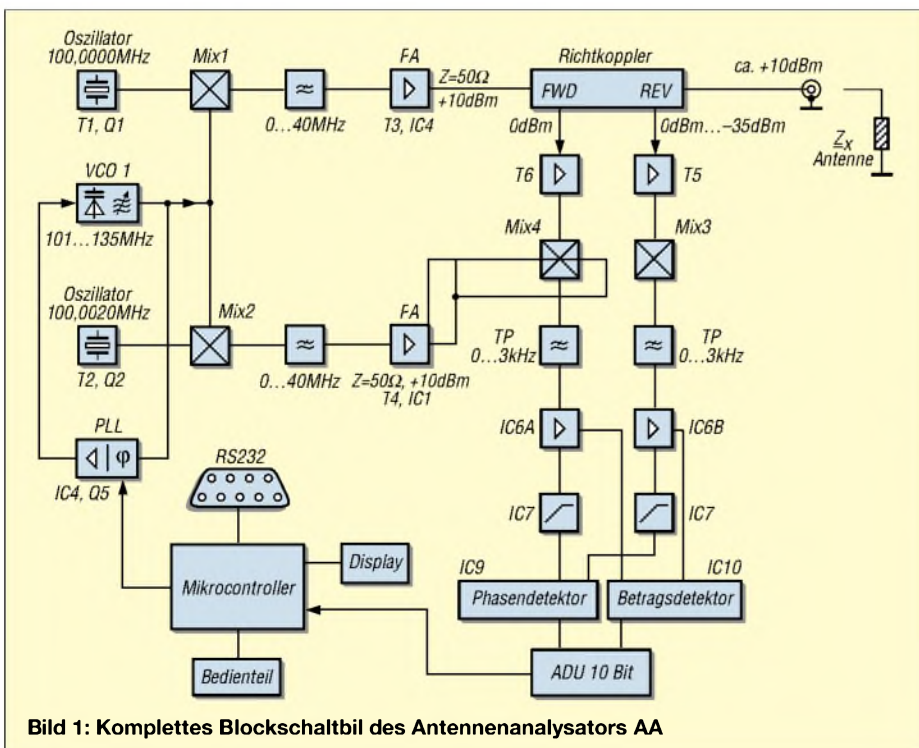 Oszillator
100,0000MHz
T1, Q1
Mix1
0...40MHz
FA
T3, IC4
Z=50Ω
+10dBm
Richtkoppler
FWD
REV
ca. +10dBm
0dBm
0dBm...–35dBm
Zx
Antenne
VCO 1
101...135MHz
T6
T5
Mix4
Mix3
Oszillator
100,0020MHz
T2, Q2
Mix2
0...40MHz
FA
Z=50Ω, +10dBm
T4, IC1
TP
0...3kHz
TP
0...3kHz
PLL
φ
IC4, Q5
RS232
IC6A
IC6B
IC7
IC7
Mikrocontroller
Display
Bedienteil
IC9
Phasendetektor
IC10
Betragsdetektor
ADU 10 Bit
Bild 1: Komplettes Blockschaltbil des Antennenanalysators AA